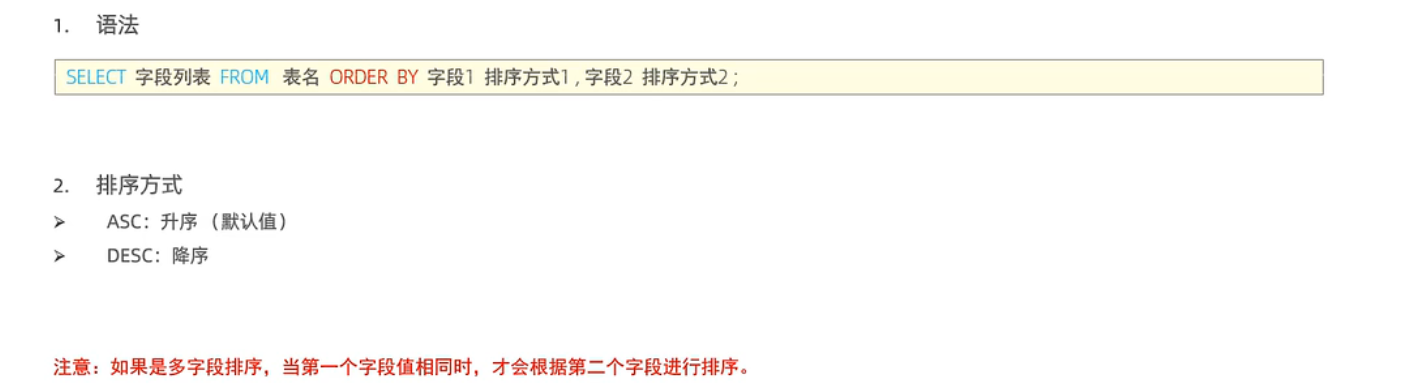 1. 语法
SELECT 字段列表 FROM 表名 ORDER BY 字段1 排序方式1 , 字段2 排序方式2 ;
2. 排序方式
➢ ASC：升序（默认值）
➢ DESC：降序
注意：如果是多字段排序，当第一个字段值相同时，才会根据第二个字段进行排序。